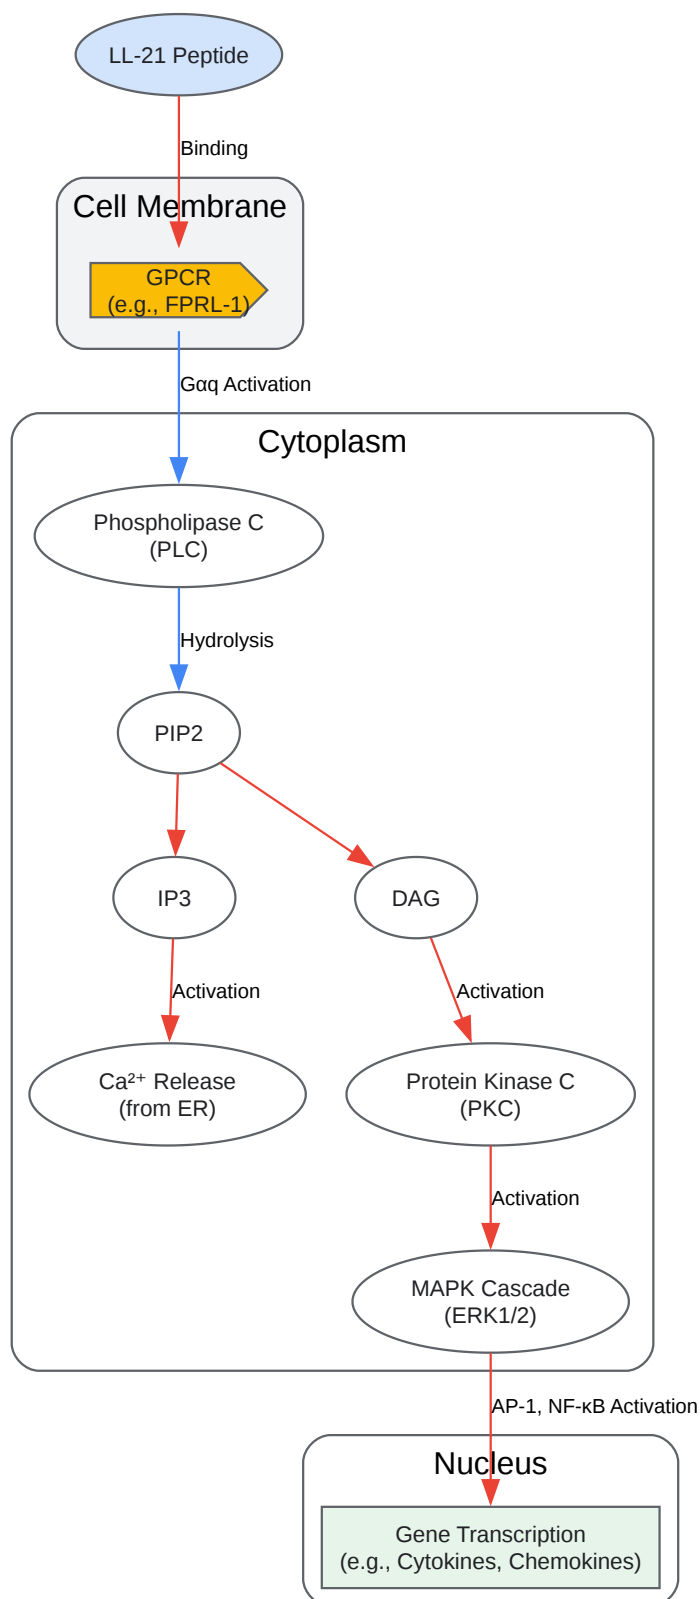 LL-21 Peptide
Binding
Cell Membrane
GPCR
(e.g., FPRL-1)
Gαq Activation
Cytoplasm
Phospholipase C
(PLC)
Hydrolysis
PIP2
IP3
DAG
Activation
Activation
Ca²⁺ Release
(from ER)
Protein Kinase C
(PKC)
Activation
MAPK Cascade
(ERK1/2)
AP-1, NF-κB Activation
Nucleus
Gene Transcription
(e.g., Cytokines, Chemokines)